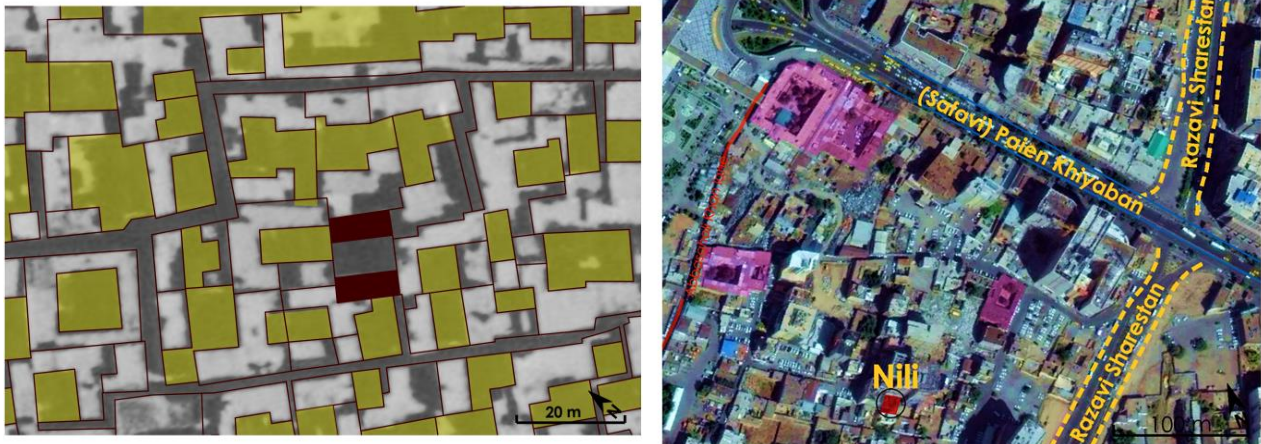 20 m
N
(Safavi) Paien Khiyaban
Razavi Sharestan
Razavi Sharestan
Nili
100 m